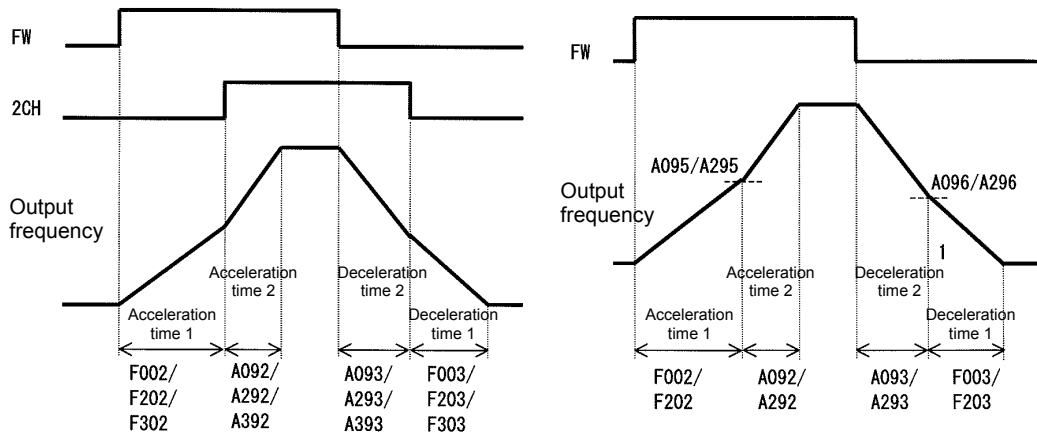 FW
2CH
Output
frequency
Acceleration
time 1
Acceleration
time 2
Deceleration
time 2
Deceleration
time 1
F002/
F202/
F302
A092/
A292/
A392
A093/
A293/
A393
F003/
F203/
F303
FW
Output
frequency
A095/A295
A096/A296
1
Acceleration
time 1
Acceleration
time 2
Deceleration
time 2
Deceleration
time 1
F002/
F202
A092/
A292
A093/
A293
F003/
F203